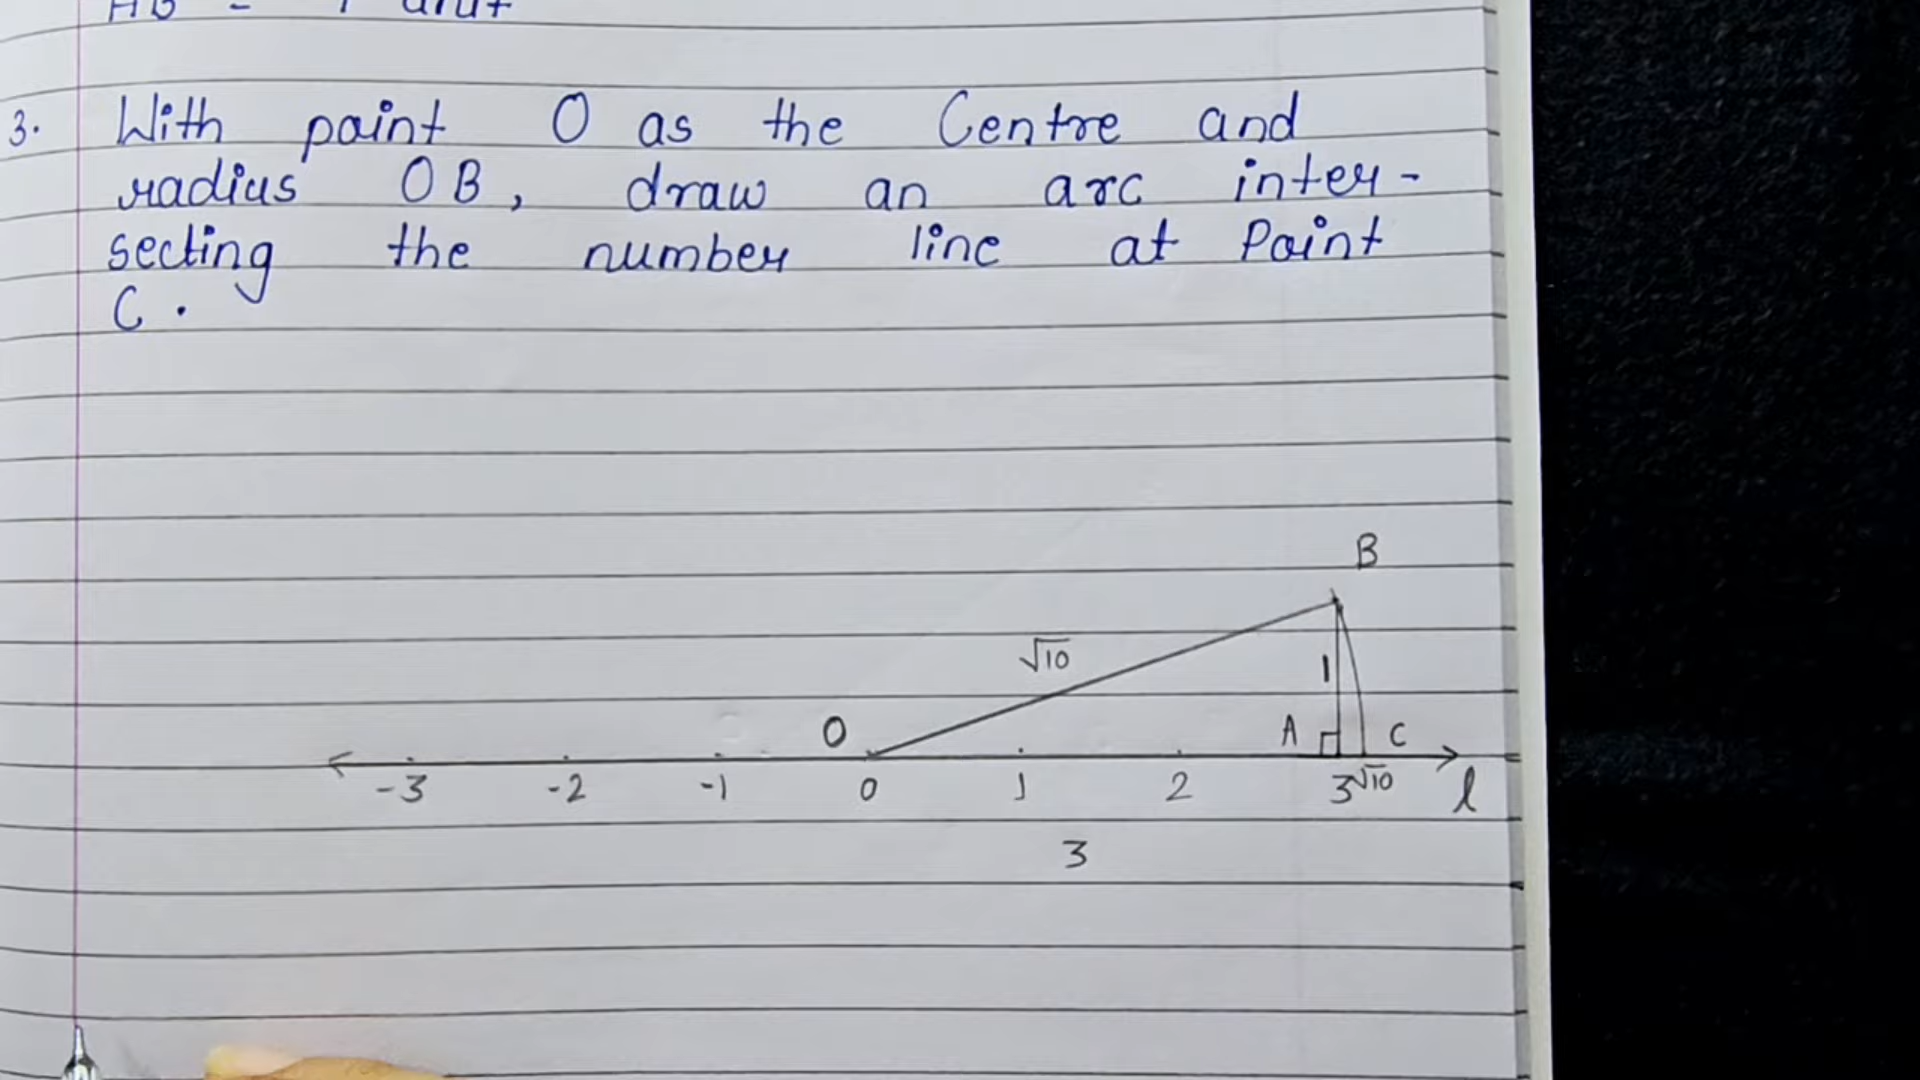 3. With point O as the Centre and
radius OB, draw an arc inter-
secting the number line at Point
C.
B
√10
1
O
A
C
-3 -2 -1 0 1 2 3 √10 l
3